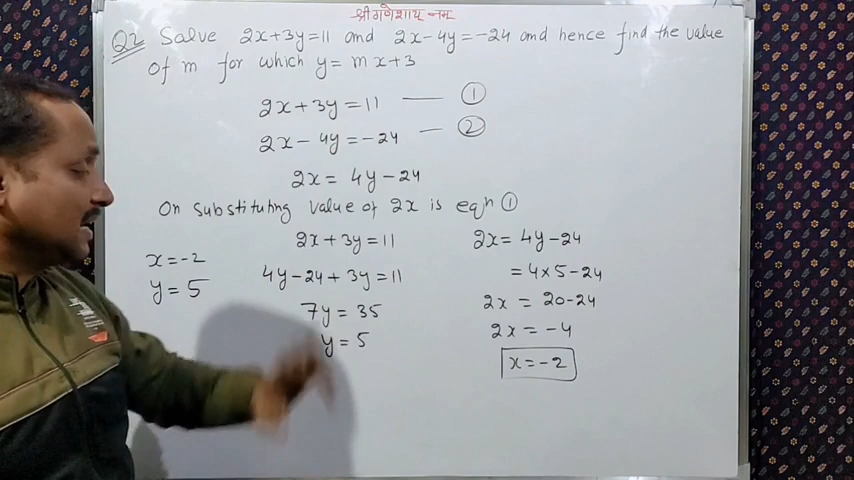 श्री गणेशाय नमः
Q2 Salve 2x+3y=11 and 2x-4y=-24 and hence find the value
of m for which y= mx+3
2x+3y=11 —— ①
2x-4y=-24 — ②
2x= 4y-24
On substituting value of 2x is eqn ①
2x+3y=11
4y-24+3y=11
7y=35
y=5
x=-2
y=5
2x=4y-24
=4×5-24
2x = 20-24
2x = -4
x=-2